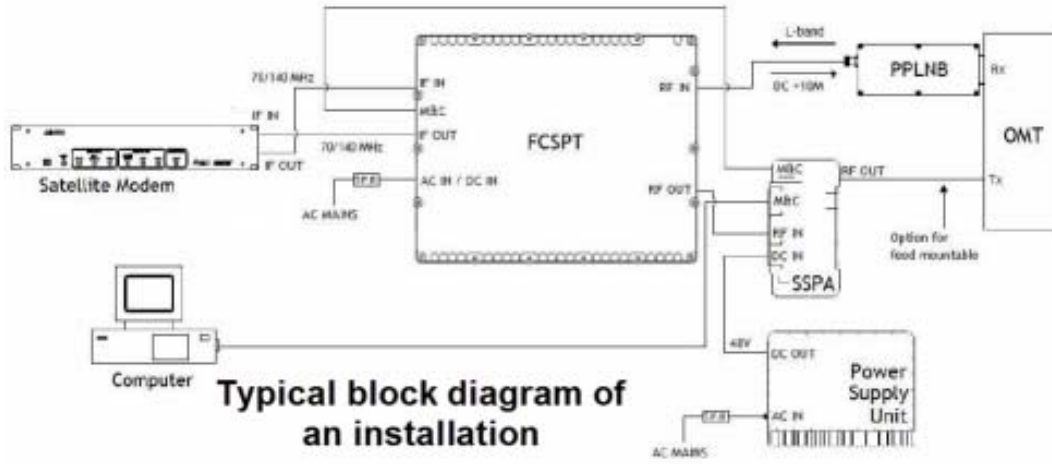 L-band
PPLNB
Rx
70/140 MHz
IF IN
RF IN
DC +10M
OMT
IF IN
M&C
IF OUT
FCSPT
70/140 MHz
IF OUT
M&C
RF OUT
Satellite Modem
AC IN / DC IN
RF OUT
M&C
Tx
AC MAINS
RF IN
Option for
feed mountable
DC IN
SSPA
48V
DC OUT
Computer
Power
Supply
Unit
Typical block diagram of
an installation
AC IN
AC MAINS